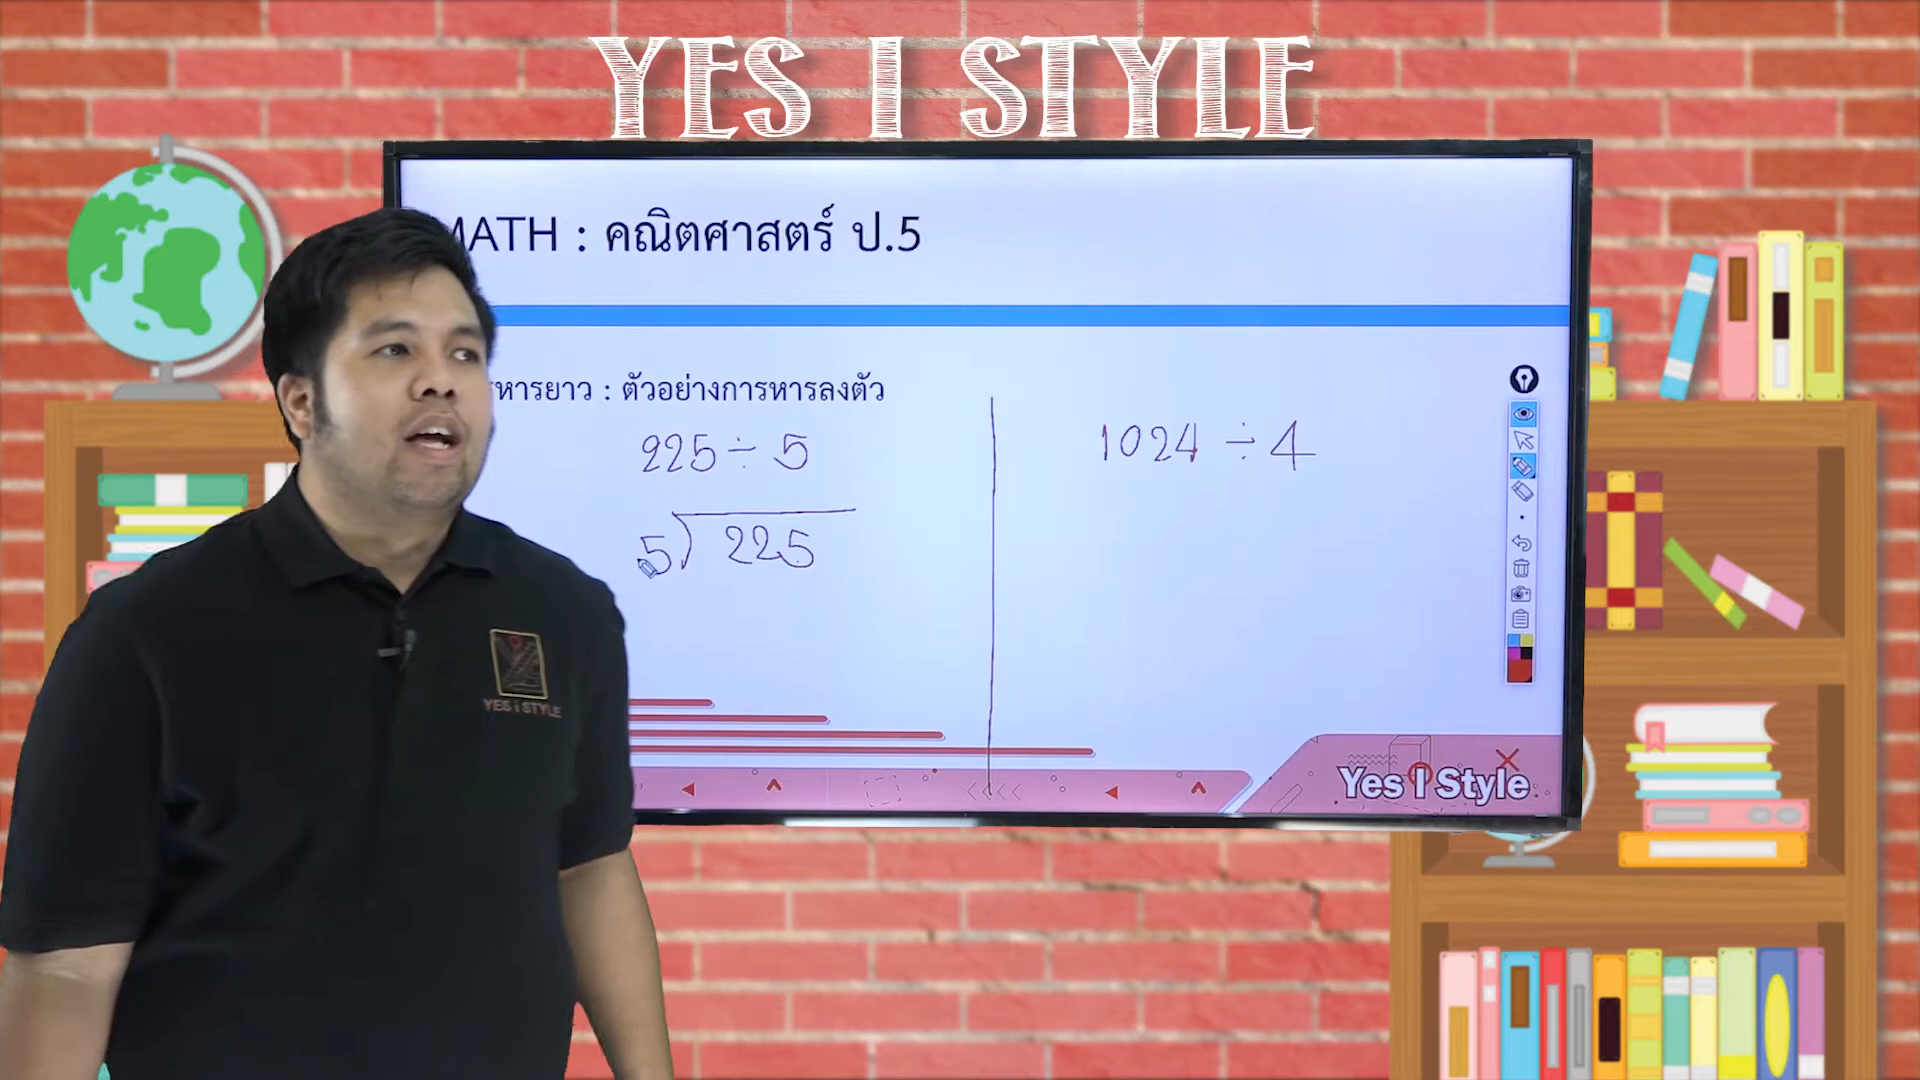 YES I STYLE
MATH : คณิตศาสตร์ ป.5
หารยาว : ตัวอย่างการหารลงตัว
225 ÷ 5
5 225
1024 ÷ 4
YES i STYLE
Yes I Style